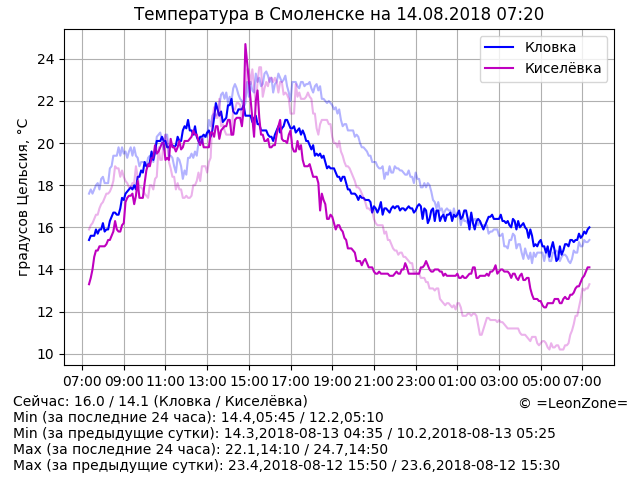 Температура в Смоленске на 14.08.2018 07:20
Кловка
Киселёвка
градусов Цельсия, °C
24
22
20
18
16
14
12
10
07:00 09:00 11:00 13:00 15:00 17:00 19:00 21:00 23:00 01:00 03:00 05:00 07:00
Сейчас: 16.0 / 14.1 (Кловка / Киселёвка)
© =LeonZone=
Min (за последние 24 часа): 14.4,05:45 / 12.2,05:10
Min (за предыдущие сутки): 14.3,2018-08-13 04:35 / 10.2,2018-08-13 05:25
Max (за последние 24 часа): 22.1,14:10 / 24.7,14:50
Max (за предыдущие сутки): 23.4,2018-08-12 15:50 / 23.6,2018-08-12 15:30